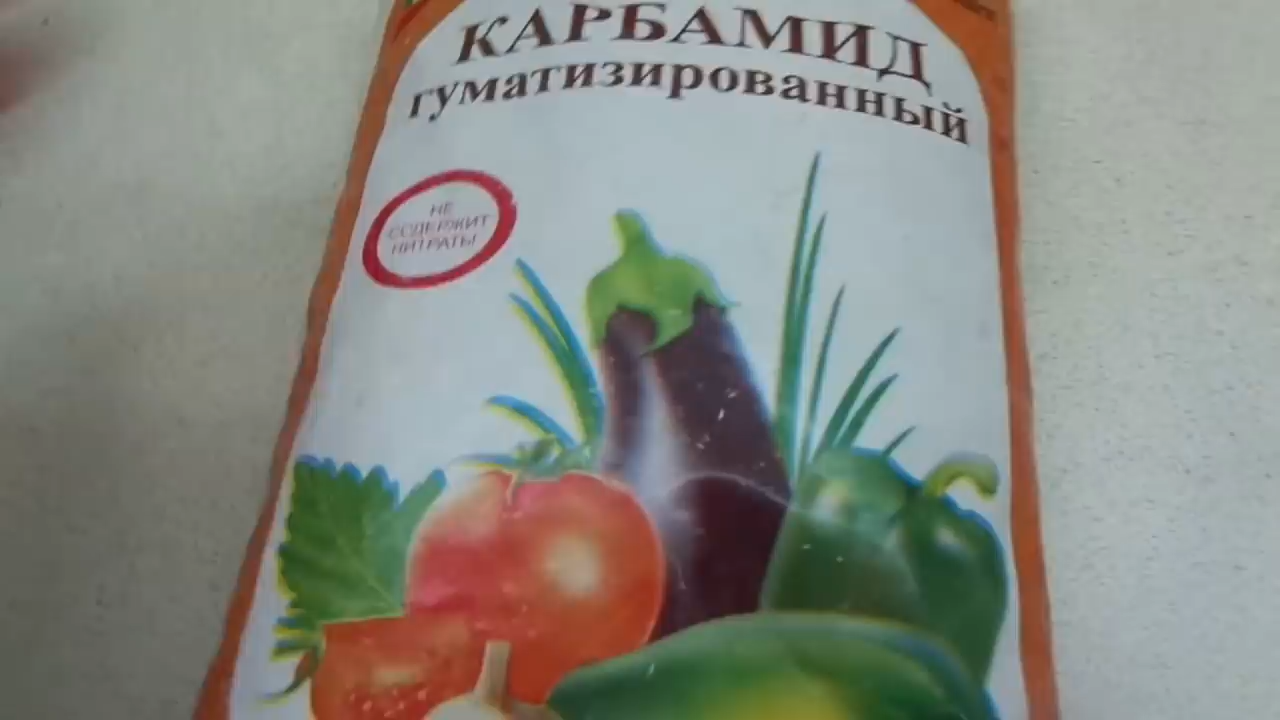 КАРБАМИД
гуматизированный
НЕ
СОДЕРЖИТ
НИТРАТЫ